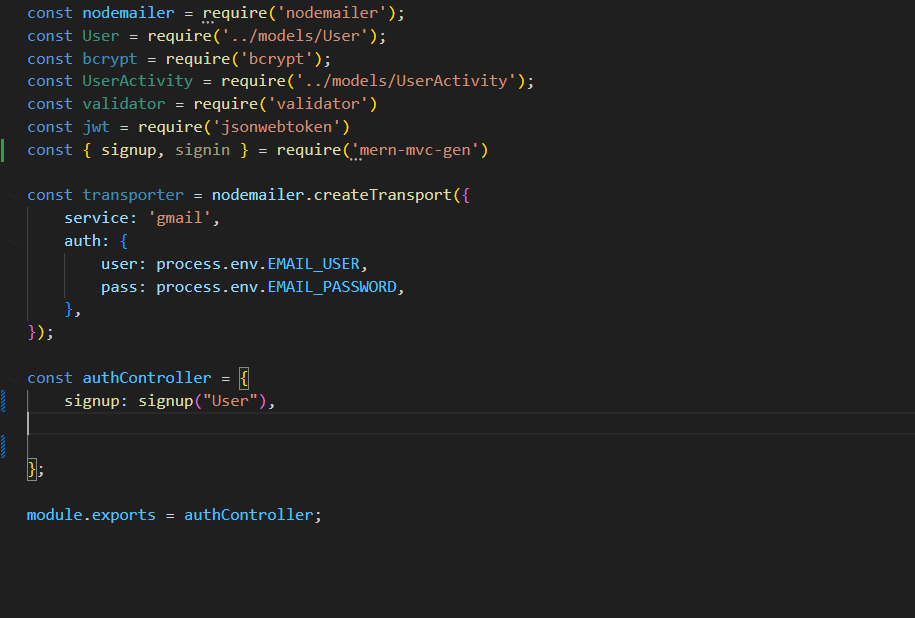 const nodemailer = require('nodemailer');
const User = require('../models/User');
const bcrypt = require('bcrypt');
const UserActivity = require('../models/UserActivity');
const validator = require('validator')
const jwt = require('jsonwebtoken')
const { signup, signin } = require('mern-mvc-gen')
const transporter = nodemailer.createTransport({
    service: 'gmail',
    auth: {
        user: process.env.EMAIL_USER,
        pass: process.env.EMAIL_PASSWORD,
    },
});
const authController = {
    signup: signup("User"),
};
module.exports = authController;